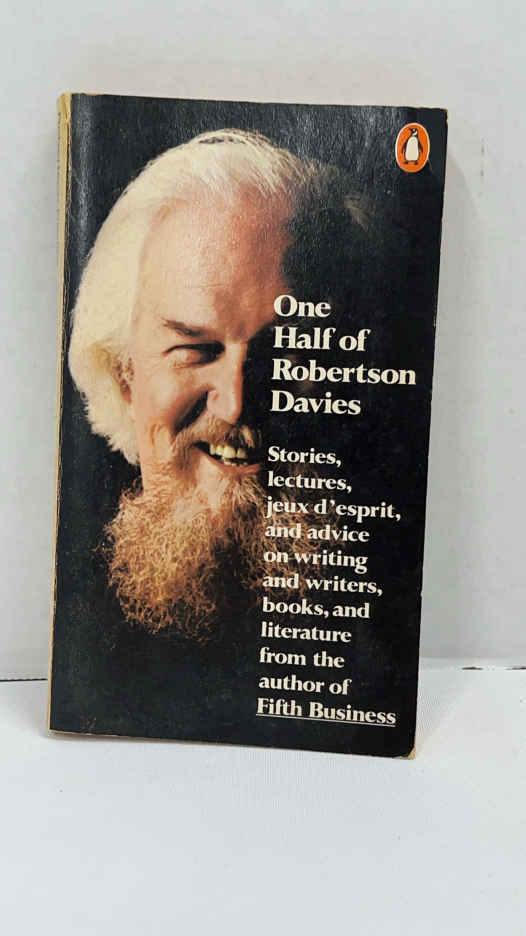 One
Half of
Robertson
Davies
Stories,
lectures,
jeux d'esprit,
and advice
on writing
and writers,
books, and
literature
from the
author of
Fifth Business